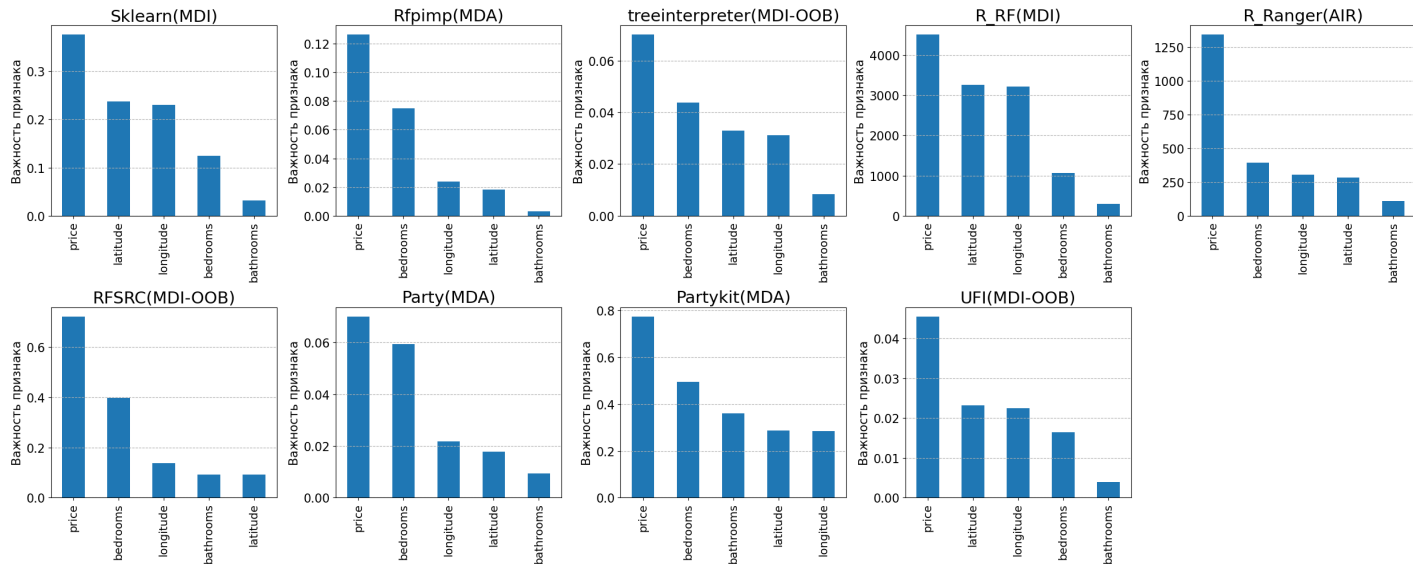 Sklearn(MDI)
Важность признака
0.3
0.2
0.1
0.0
price
latitude
longitude
bedrooms
bathrooms
Rfpimp(MDA)
Важность признака
0.12
0.10
0.08
0.06
0.04
0.02
0.00
price
bedrooms
longitude
latitude
bathrooms
treeinterpreter(MDI-OOB)
Важность признака
0.06
0.04
0.02
0.00
price
bedrooms
latitude
longitude
bathrooms
R_RF(MDI)
Важность признака
4000
3000
2000
1000
0
price
latitude
longitude
bedrooms
bathrooms
R_Ranger(AIR)
Важность признака
1250
1000
750
500
250
0
price
bedrooms
longitude
latitude
bathrooms
RFSRC(MDI-OOB)
Важность признака
0.6
0.4
0.2
0.0
price
bedrooms
longitude
bathrooms
latitude
Party(MDA)
Важность признака
0.06
0.04
0.02
0.00
price
bedrooms
longitude
latitude
bathrooms
Partykit(MDA)
Важность признака
0.8
0.6
0.4
0.2
0.0
price
bedrooms
bathrooms
latitude
longitude
UFI(MDI-OOB)
Важность признака
0.04
0.03
0.02
0.01
0.00
price
latitude
longitude
bedrooms
bathrooms